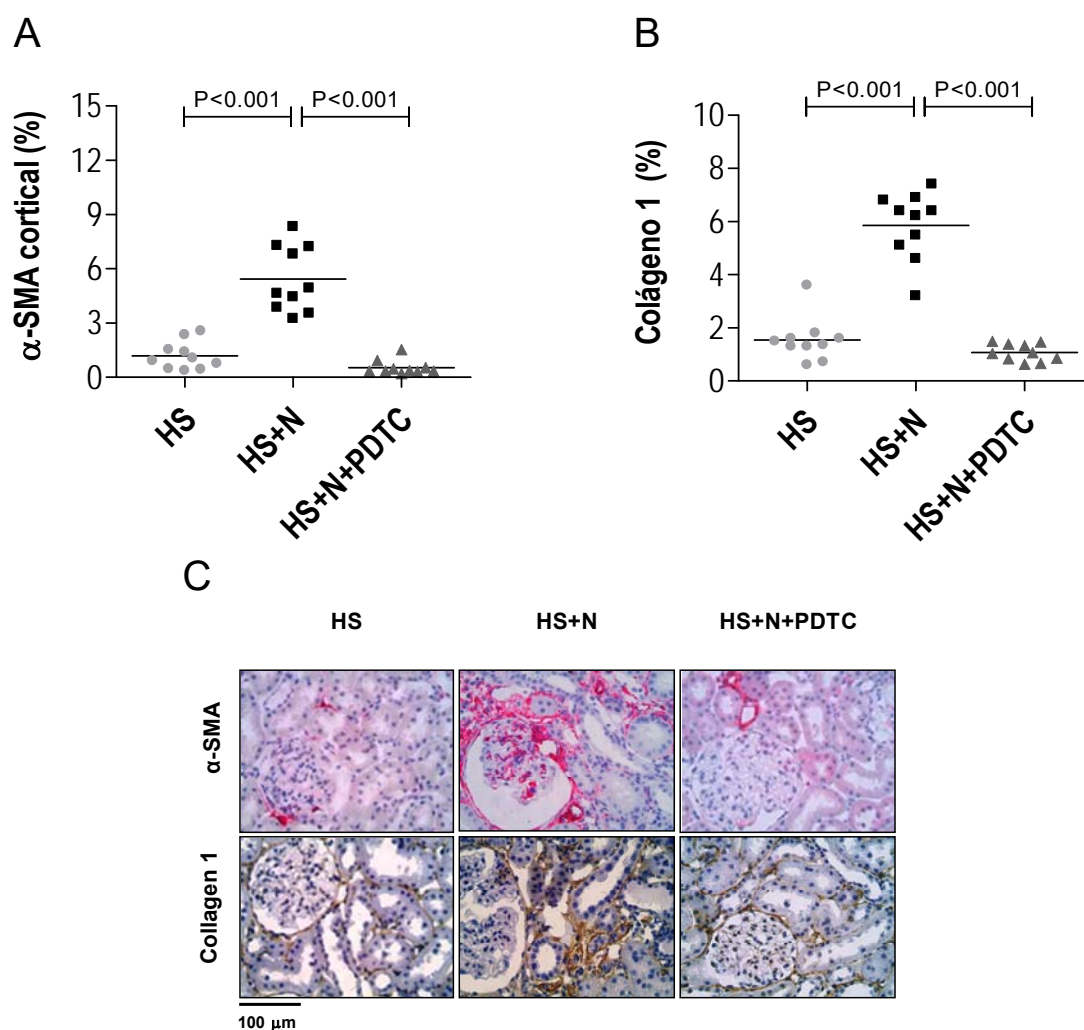 A
P<0.001 P<0.001
α-SMA cortical (%)
15
12
9
6
3
0
HS
HS+N
HS+N+PDTC
B
P<0.001 P<0.001
Colágeno 1 (%)
10
8
6
4
2
0
HS
HS+N
HS+N+PDTC
C
HS HS+N HS+N+PDTC
α-SMA
Collagen 1
100 µm